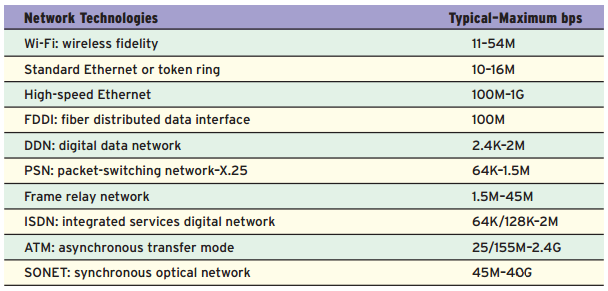 Network Technologies Typical–Maximum bps
Wi-Fi: wireless fidelity 11–54M
Standard Ethernet or token ring 10–16M
High-speed Ethernet 100M–1G
FDDI: fiber distributed data interface 100M
DDN: digital data network 2.4K–2M
PSN: packet-switching network–X.25 64K–1.5M
Frame relay network 1.5M–45M
ISDN: integrated services digital network 64K/128K–2M
ATM: asynchronous transfer mode 25/155M–2.4G
SONET: synchronous optical network 45M–40G